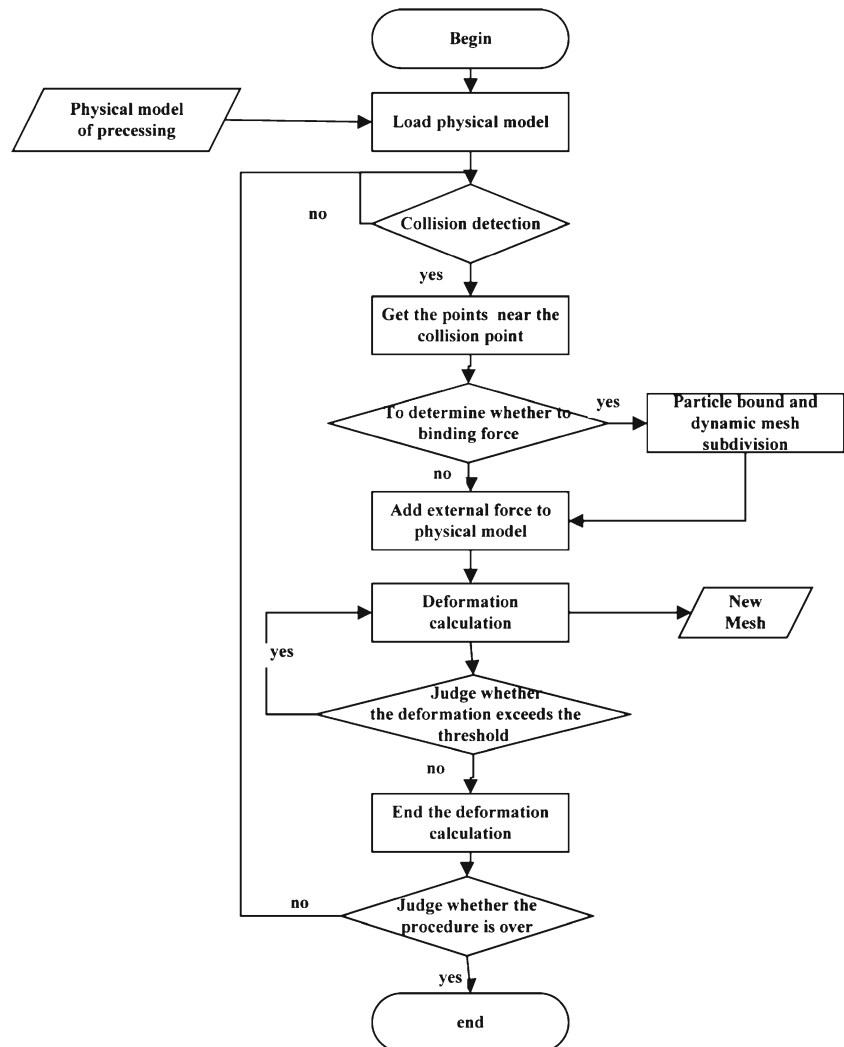 Begin
Physical model
of precessing
Load physical model
no
Collision detection
yes
Get the points near the
collision point
To determine whether to
binding force
yes
Particle bound and
dynamic mesh
subdivision
no
Add external force to
physical model
Deformation
calculation
New
Mesh
yes
Judge whether
the deformation exceeds the
threshold
no
End the deformation
calculation
no
Judge whether the
procedure is over
yes
end